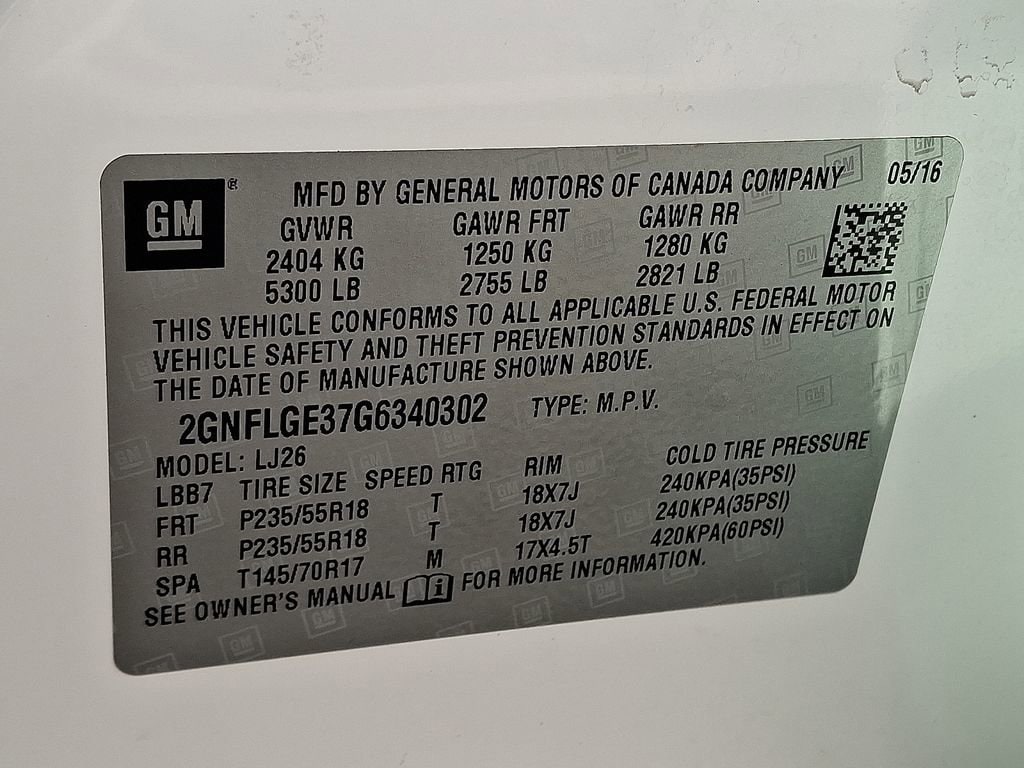 GM ® MFD BY GENERAL MOTORS OF CANADA COMPANY 05/16
GVWR GAWR FRT GAWR RR
2404 KG 1250 KG 1280 KG
5300 LB 2755 LB 2821 LB
THIS VEHICLE CONFORMS TO ALL APPLICABLE U.S. FEDERAL MOTOR
VEHICLE SAFETY AND THEFT PREVENTION STANDARDS IN EFFECT ON
THE DATE OF MANUFACTURE SHOWN ABOVE.
2GNFLGE37G6340302 TYPE: M.P.V.
MODEL: LJ26
LBB7 TIRE SIZE SPEED RTG RIM COLD TIRE PRESSURE
FRT P235/55R18 T 18X7J 240KPA(35PSI)
RR P235/55R18 T 18X7J 240KPA(35PSI)
SPA T145/70R17 M 17X4.5T 420KPA(60PSI)
SEE OWNER'S MANUAL i FOR MORE INFORMATION.